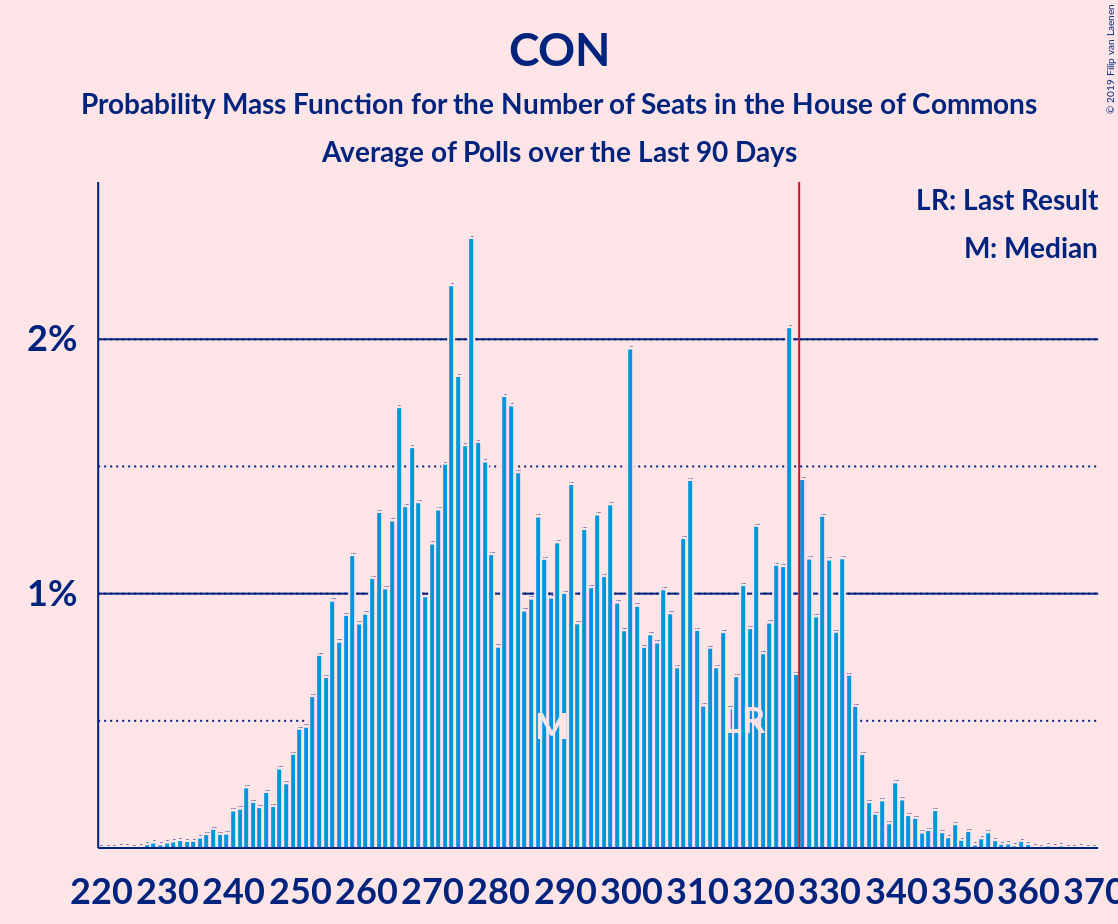 CON
Probability Mass Function for the Number of Seats in the House of Commons
Average of Polls over the Last 90 Days
© 2019 Filip van Laenen
LR: Last Result
M: Median
2%
1%
M
LR
220 230 240 250 260 270 280 290 300 310 320 330 340 350 360 370